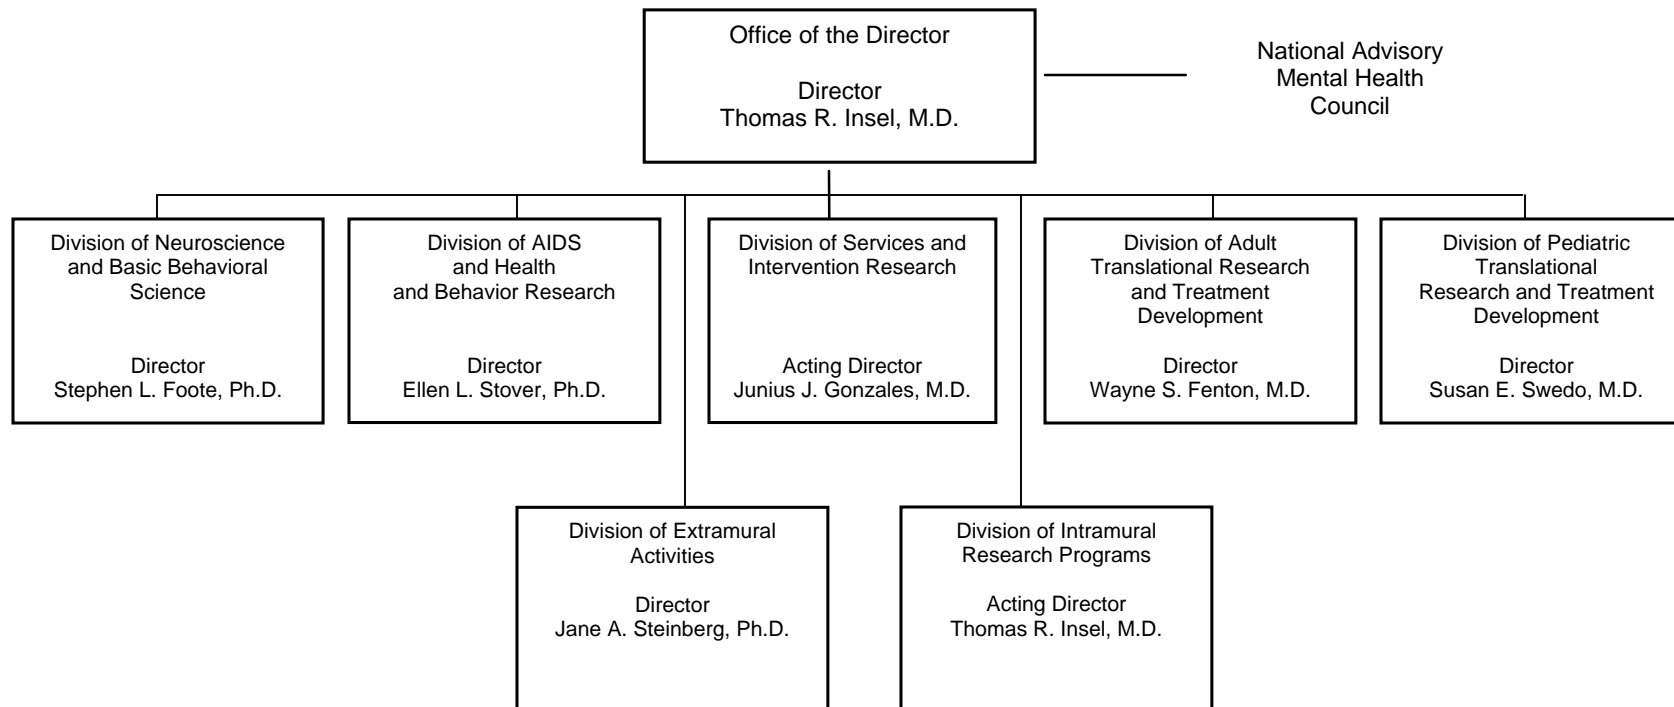 Office of the Director
Director
Thomas R. Insel, M.D.
National Advisory
Mental Health
Council
Division of Neuroscience
and Basic Behavioral
Science
Director
Stephen L. Foote, Ph.D.
Division of AIDS
and Health
and Behavior Research
Director
Ellen L. Stover, Ph.D.
Division of Services and
Intervention Research
Acting Director
Junius J. Gonzales, M.D.
Division of Adult
Translational Research
and Treatment
Development
Director
Wayne S. Fenton, M.D.
Division of Pediatric
Translational
Research and Treatment
Development
Director
Susan E. Swedo, M.D.
Division of Extramural
Activities
Director
Jane A. Steinberg, Ph.D.
Division of Intramural
Research Programs
Acting Director
Thomas R. Insel, M.D.